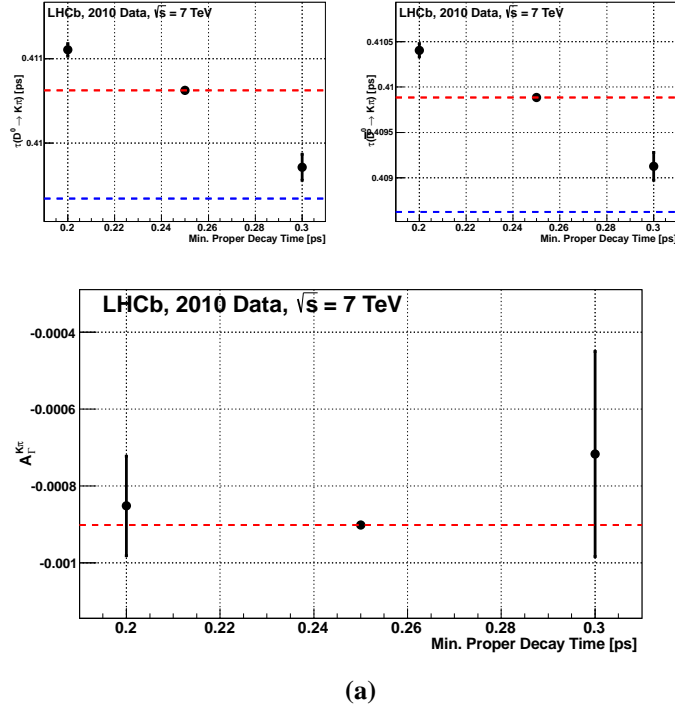 LHCb, 2010 Data, √s = 7 TeV
τ(D⁰ → Kπ) [ps]
0.411
0.41
0.2 0.22 0.24 0.26 0.28 0.3
Min. Proper Decay Time [ps]
LHCb, 2010 Data, √s = 7 TeV
0.4105
0.41
0.4095
0.409
0.2 0.22 0.24 0.26 0.28 0.3
Min. Proper Decay Time [ps]
LHCb, 2010 Data, √s = 7 TeV
A_Γ^Kπ
-0.0004
-0.0006
-0.0008
-0.001
0.2 0.22 0.24 0.26 0.28 0.3
Min. Proper Decay Time [ps]
(a)